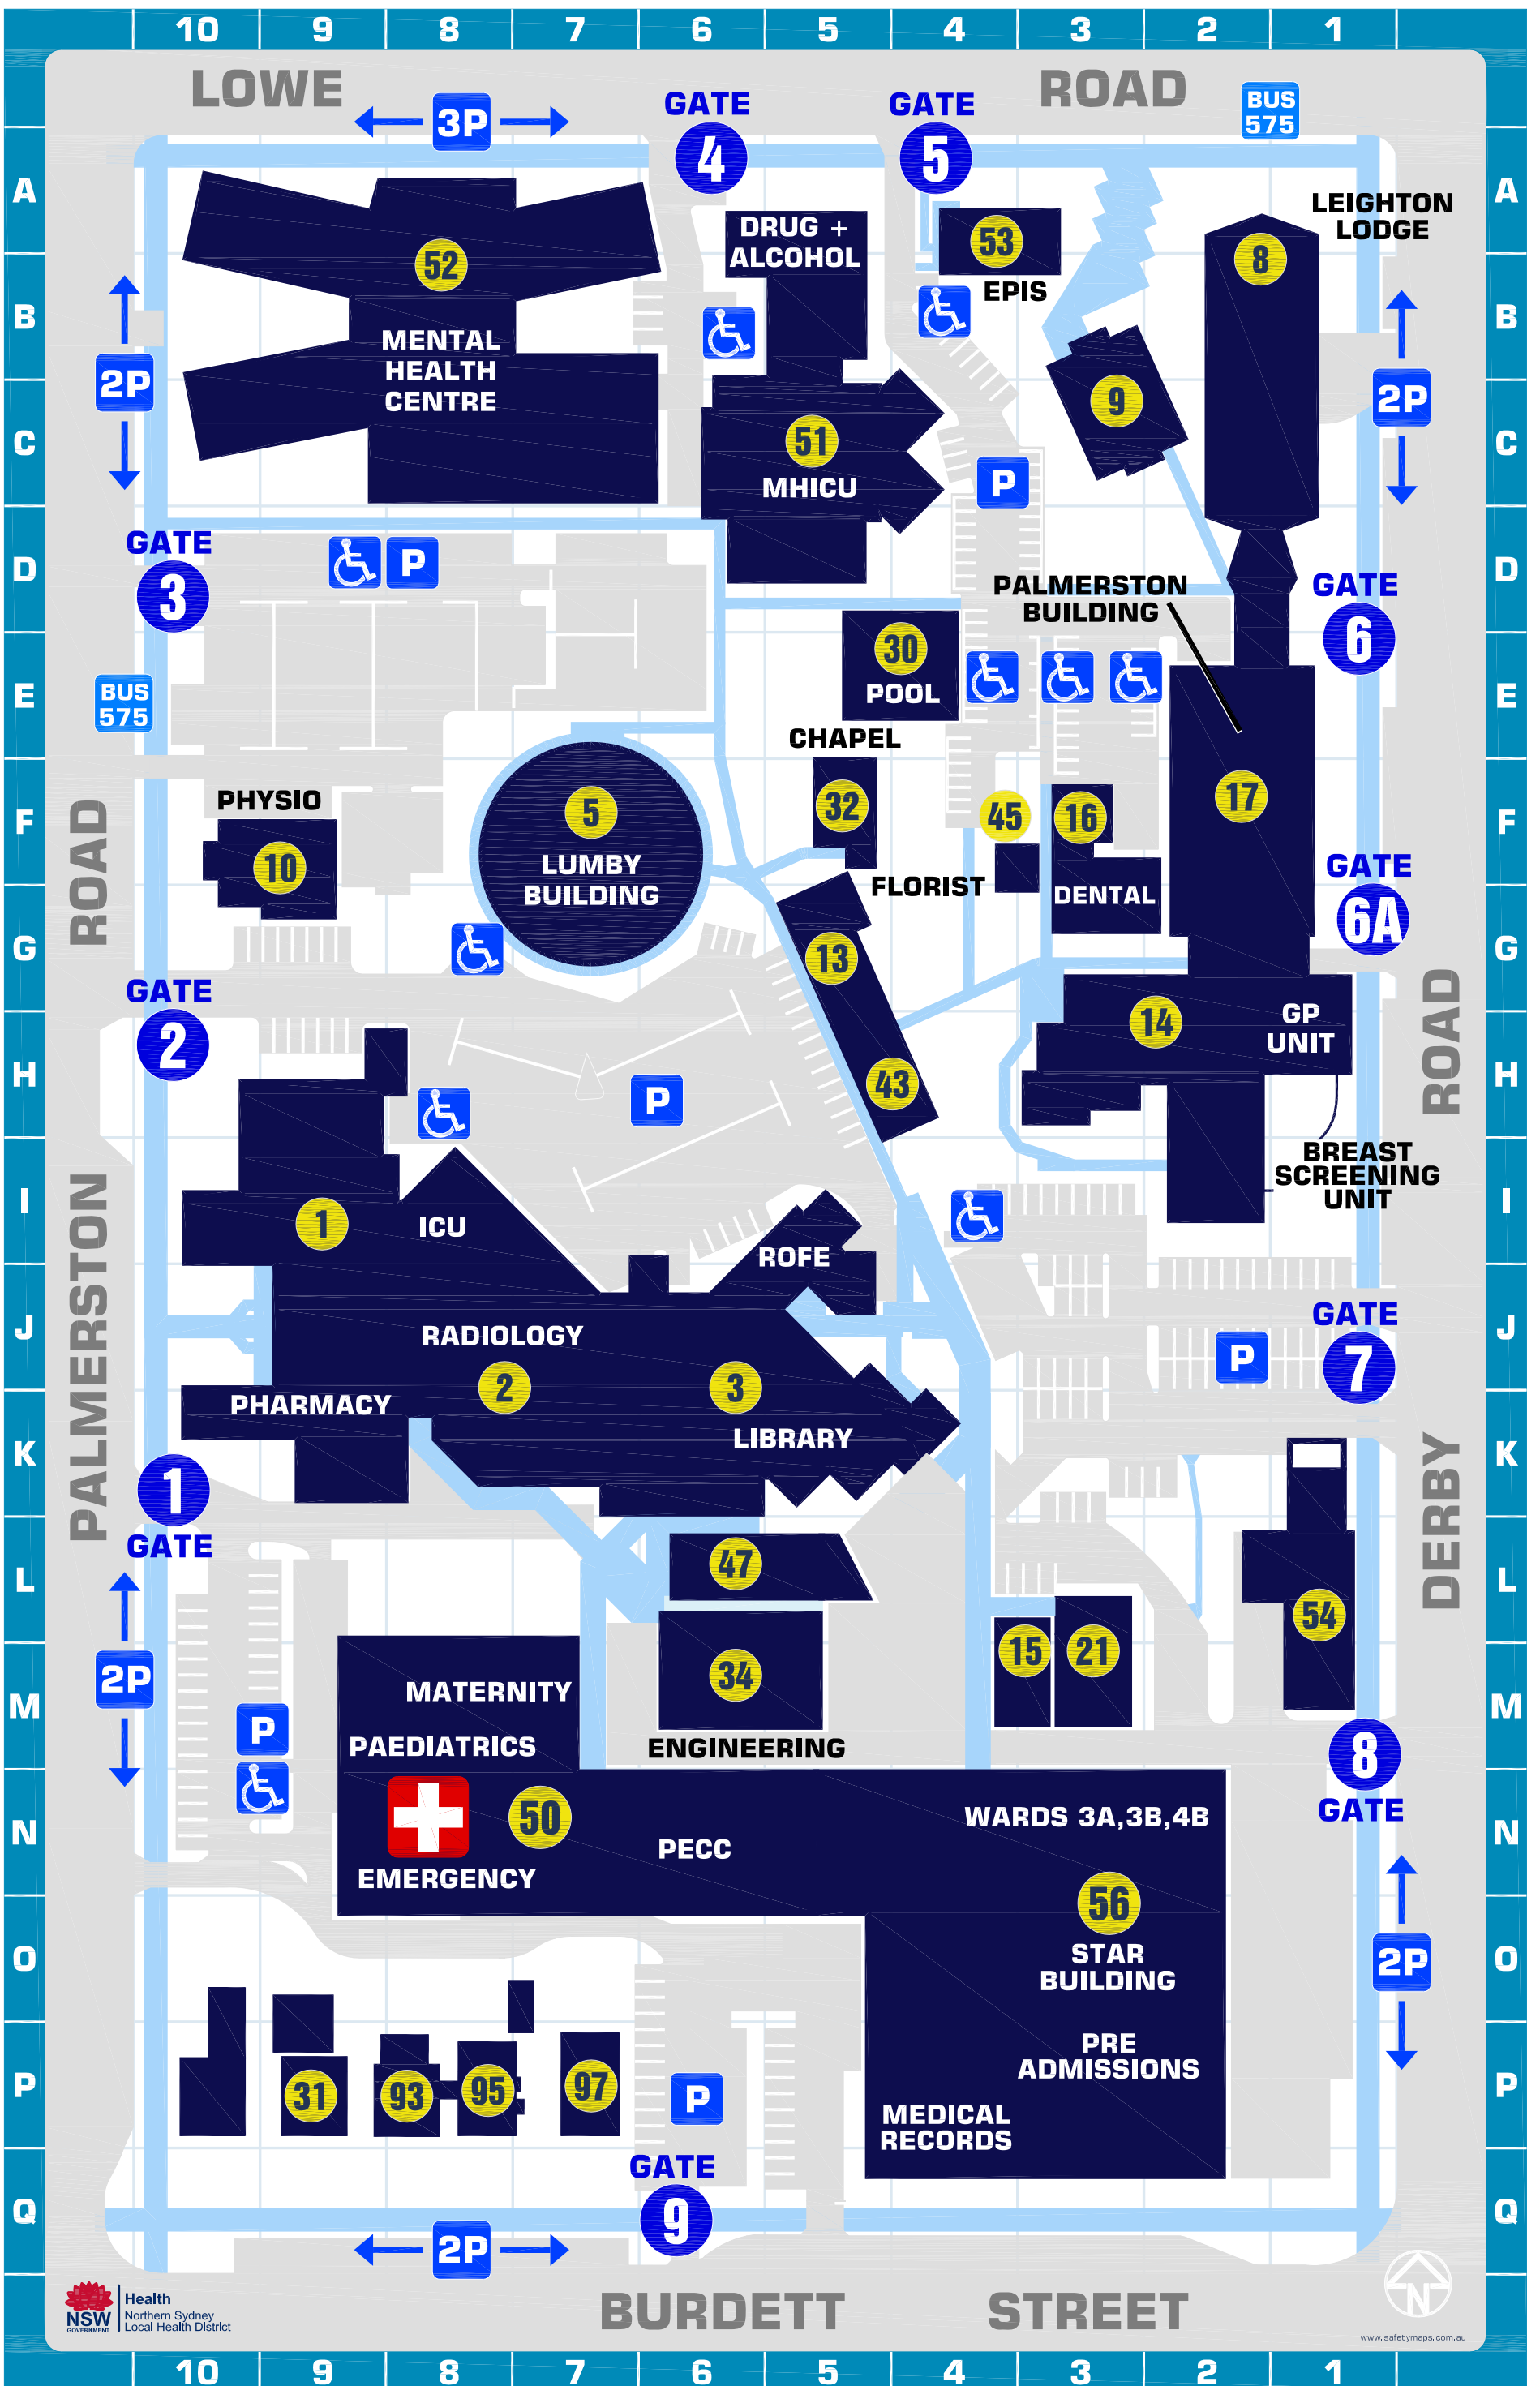 10 9 8 7 6 5 4 3 2 1
LOWE ROAD
3P
GATE
4
GATE
5
BUS
575
A
A
LEIGHTON
LODGE
DRUG +
ALCOHOL
53
EPIS
8
52
MENTAL
HEALTH
CENTRE
B
B
2P
2P
9
C
C
51
MHICU
P
GATE
3
D
P
D
PALMERSTON
BUILDING
GATE
6
30
POOL
E
E
BUS
575
CHAPEL
32
PHYSIO
10
5
LUMBY
BUILDING
45
16
17
F
F
ROAD
FLORIST
DENTAL
GATE
6A
G
G
13
GATE
2
14
GP
UNIT
ROAD
H
H
43
P
BREAST
SCREENING
UNIT
I
I
1
ICU
ROFE
PALMERSTON
J
J
RADIOLOGY
P
GATE
7
2
3
PHARMACY
LIBRARY
K
K
1
GATE
DERBY
L
L
47
54
2P
15
21
34
M
M
MATERNITY
P
PAEDIATRICS
ENGINEERING
8
GATE
50
WARDS 3A,3B,4B
N
N
PECC
EMERGENCY
56
STAR
BUILDING
O
O
2P
PRE
ADMISSIONS
P
P
31
93
95
97
P
MEDICAL
RECORDS
GATE
9
Q
Q
2P
BURDETT STREET
N
NSW
GOVERNMENT
Health
Northern Sydney
Local Health District
www.safetymaps.com.au
10 9 8 7 6 5 4 3 2 1